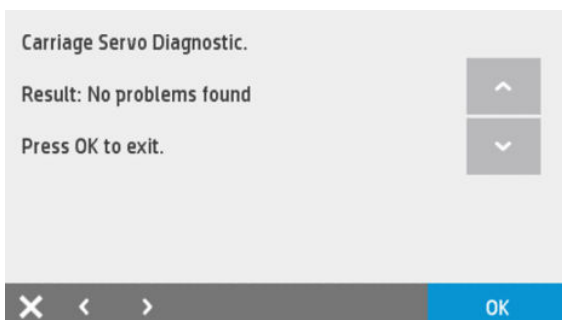 Carriage Servo Diagnostic.
Result: No problems found
Press OK to exit.
OK